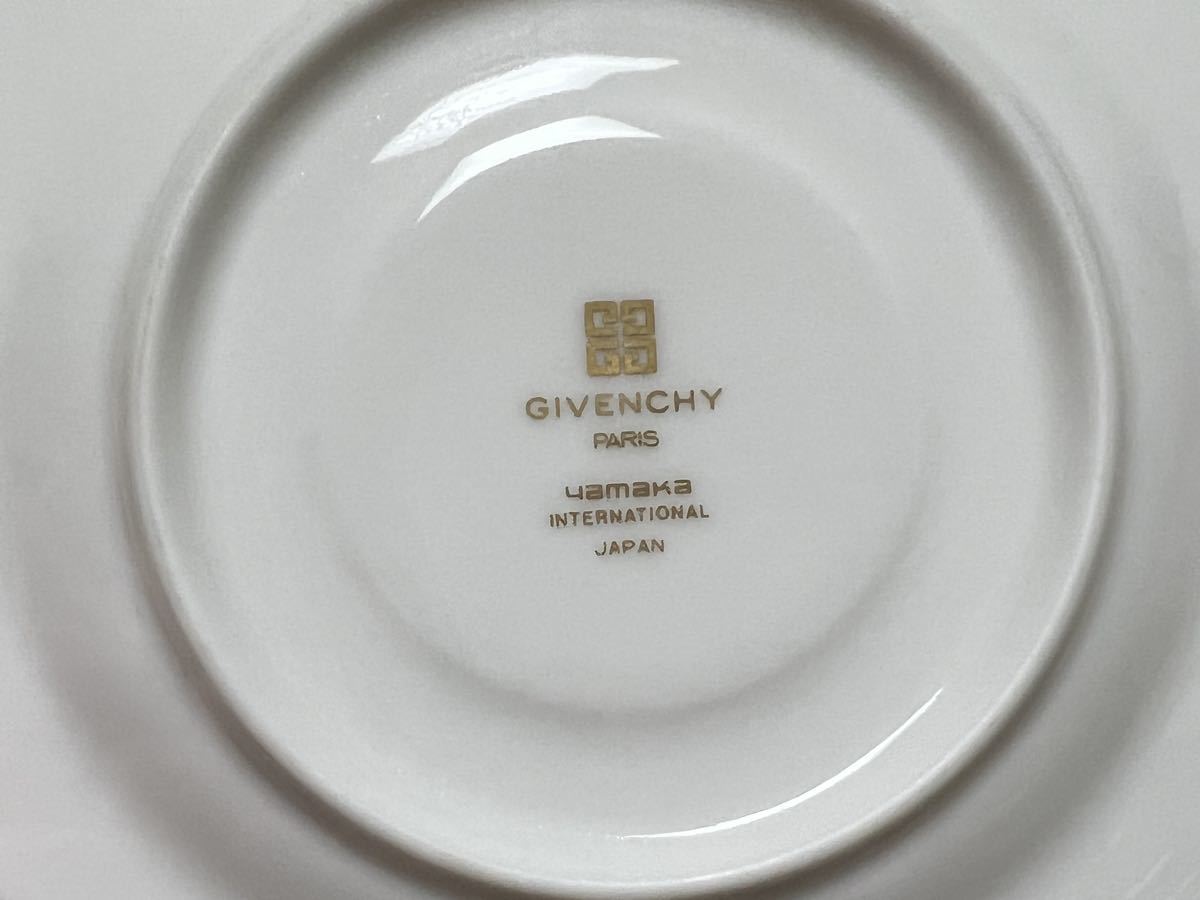 GIVENCHY
PARIS
yamaka
INTERNATIONAL
JAPAN